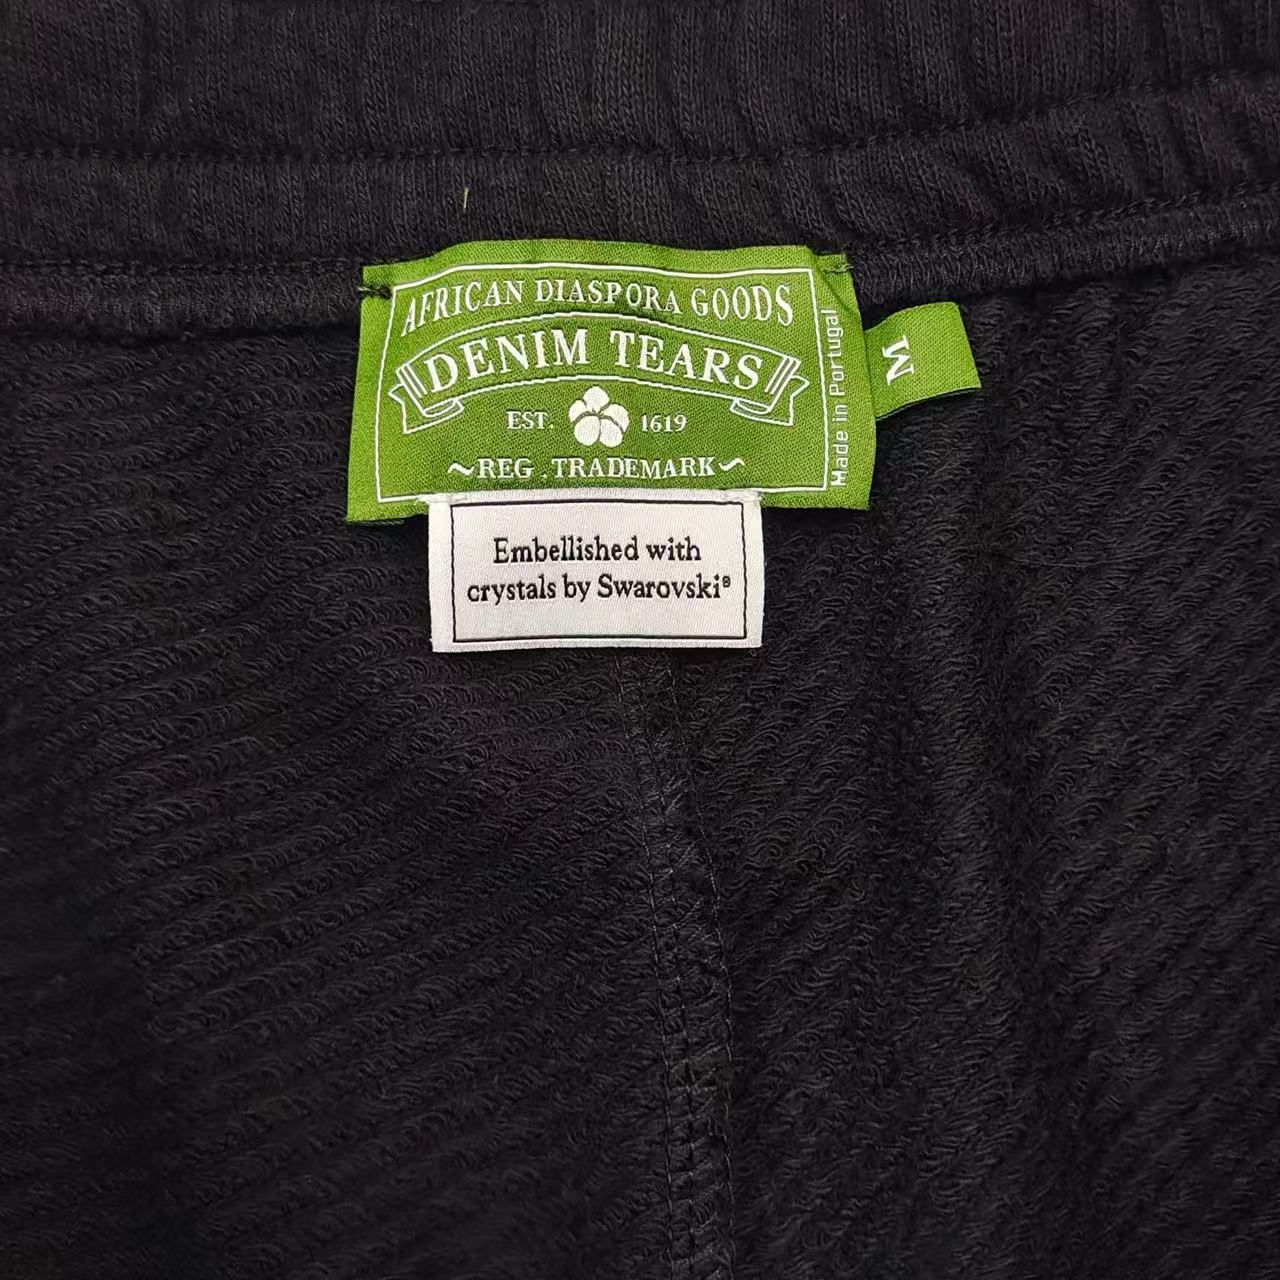 AFRICAN DIASPORA GOODS
DENIM TEARS
EST. 1619
~REG . TRADEMARK~
Made in Portugal
M
Embellished with
crystals by Swarovski®